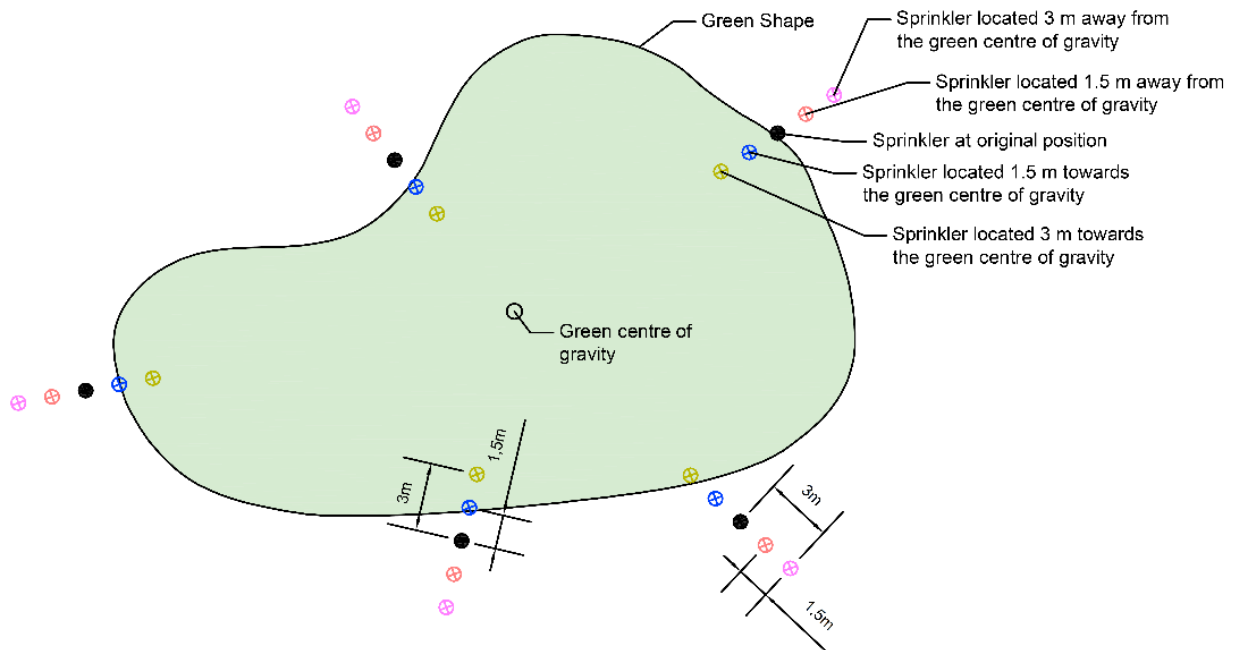 Green Shape
Sprinkler located 3 m away from
the green centre of gravity
Sprinkler located 1.5 m away from
the green centre of gravity
Sprinkler at original position
Sprinkler located 1.5 m towards
the green centre of gravity
Sprinkler located 3 m towards
the green centre of gravity
Green centre of
gravity
1,5m
3m
3m
1.5m